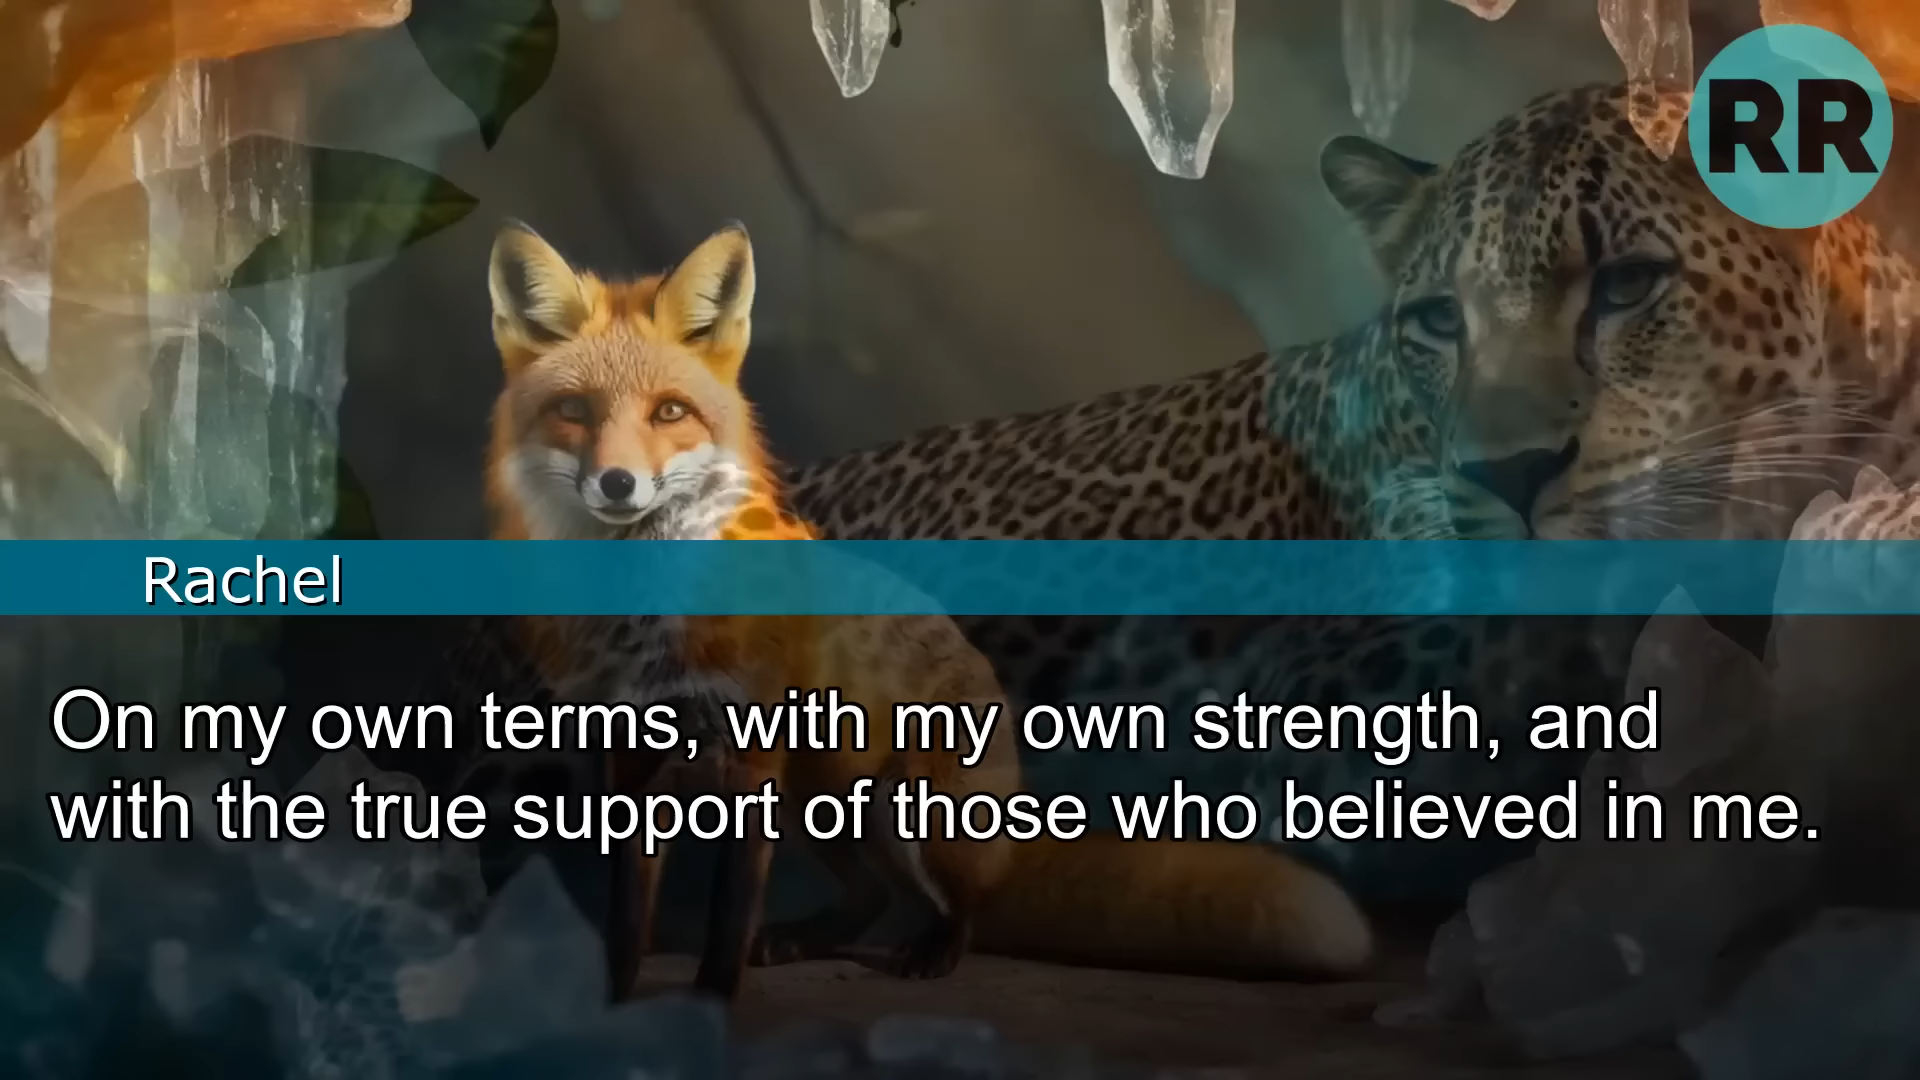 RR
Rachel
On my own terms, with my own strength, and
with the true support of those who believed in me.